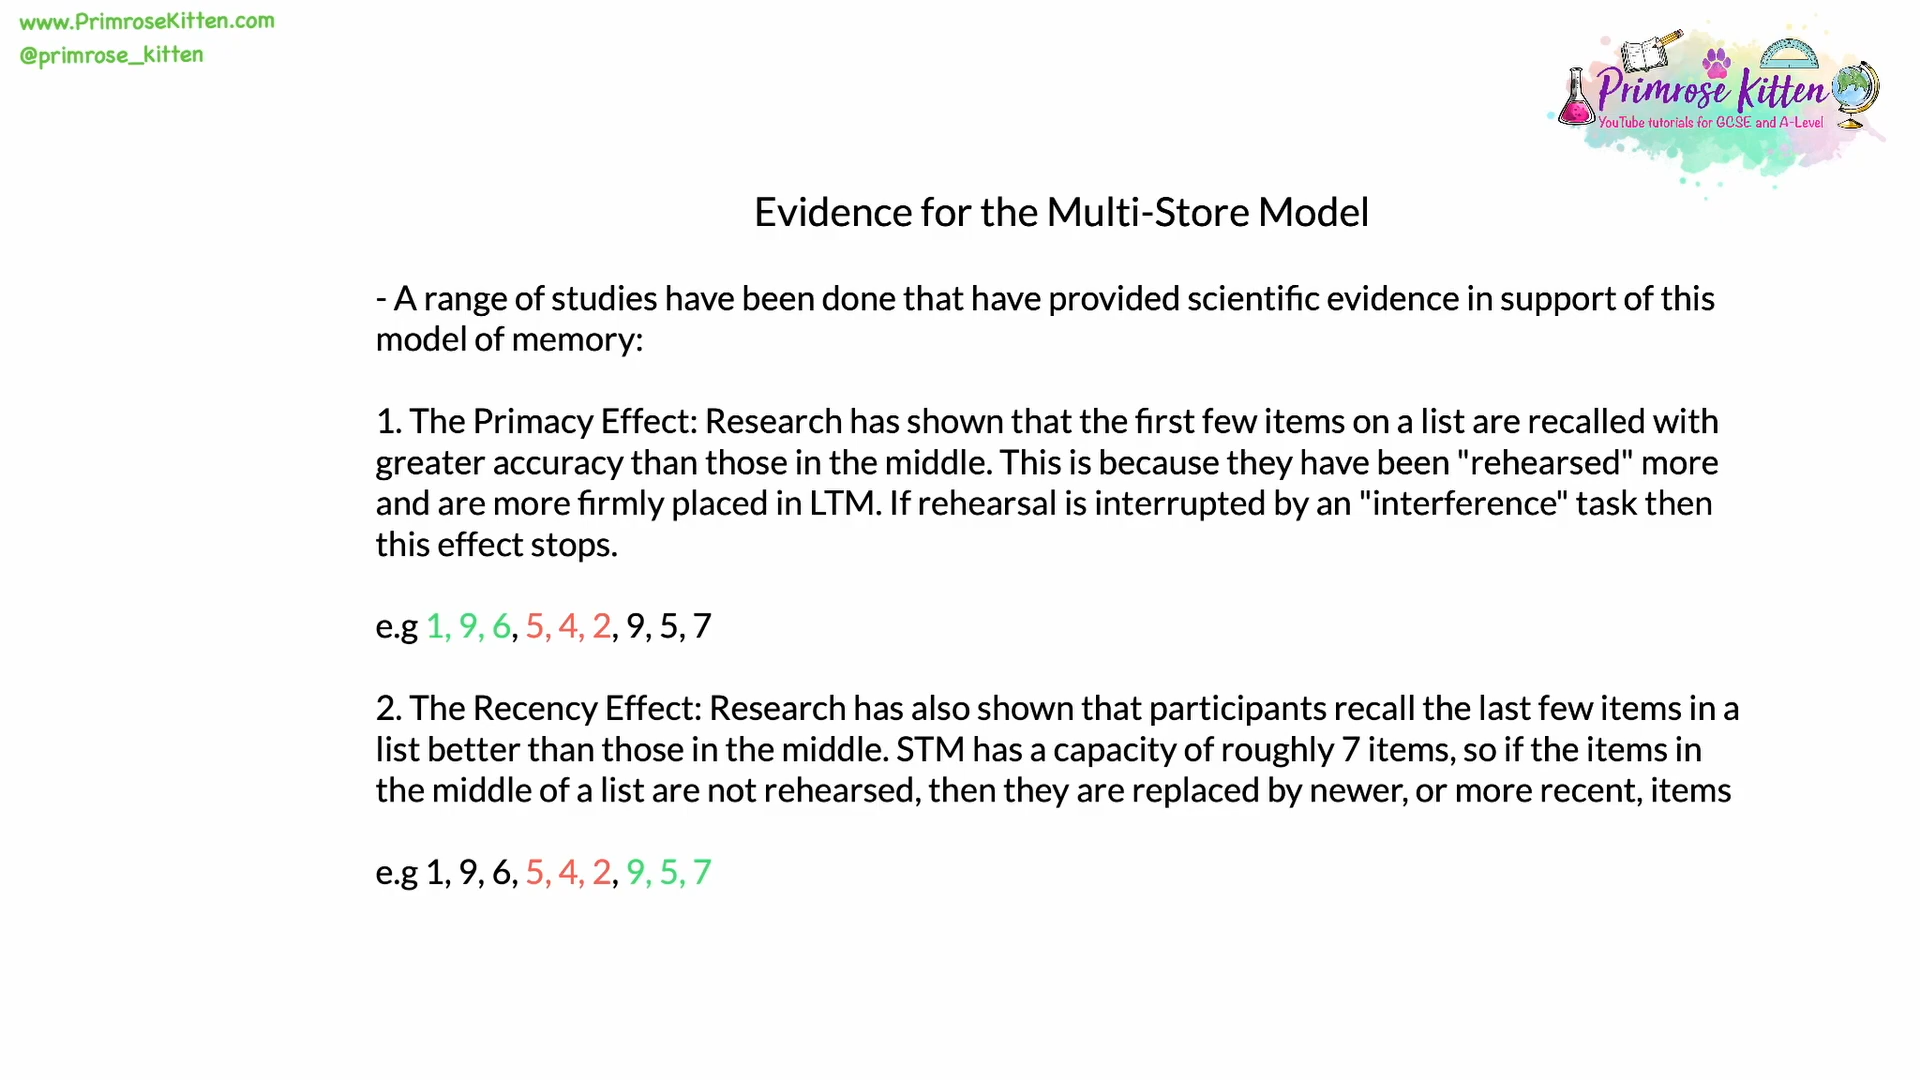 www.PrimroseKitten.com
@primrose_kitten
Primrose Kitten
YouTube tutorials for GCSE and A-Level
Evidence for the Multi-Store Model
- A range of studies have been done that have provided scientific evidence in support of this
model of memory:
1. The Primacy Effect: Research has shown that the first few items on a list are recalled with
greater accuracy than those in the middle. This is because they have been "rehearsed" more
and are more firmly placed in LTM. If rehearsal is interrupted by an "interference" task then
this effect stops.
e.g 1, 9, 6, 5, 4, 2, 9, 5, 7
2. The Recency Effect: Research has also shown that participants recall the last few items in a
list better than those in the middle. STM has a capacity of roughly 7 items, so if the items in
the middle of a list are not rehearsed, then they are replaced by newer, or more recent, items
e.g 1, 9, 6, 5, 4, 2, 9, 5, 7